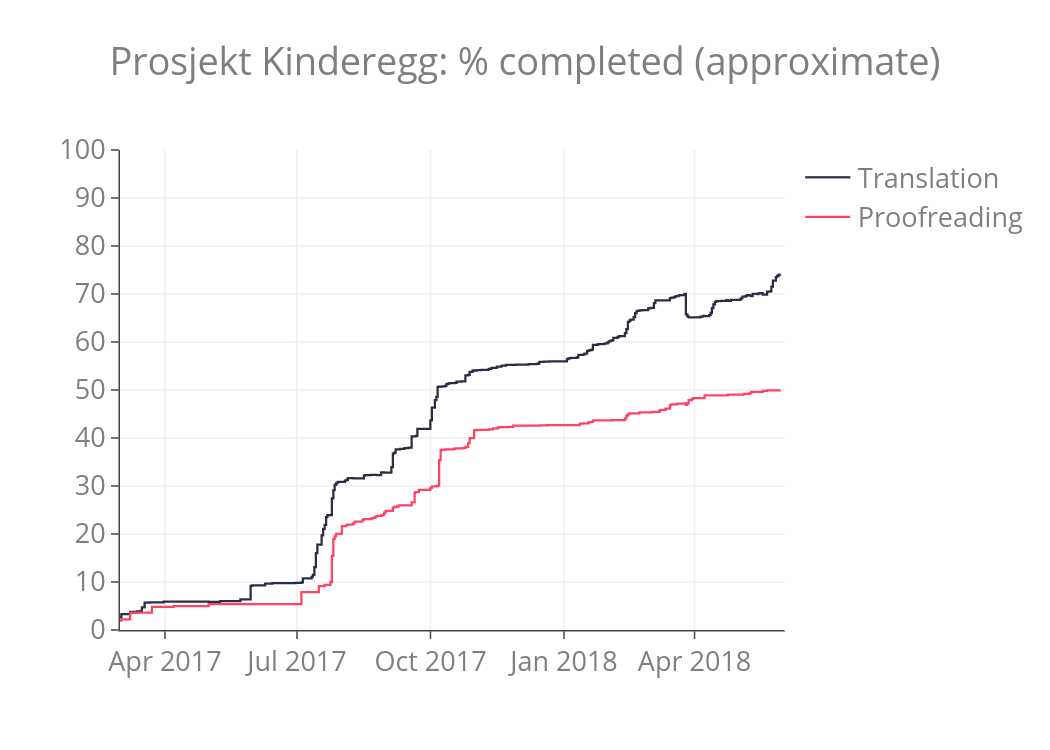 Prosjekt Kinderegg: % completed (approximate)
100
90
80
70
60
50
40
30
20
10
0
Apr 2017 Jul 2017 Oct 2017 Jan 2018 Apr 2018
Translation
Proofreading